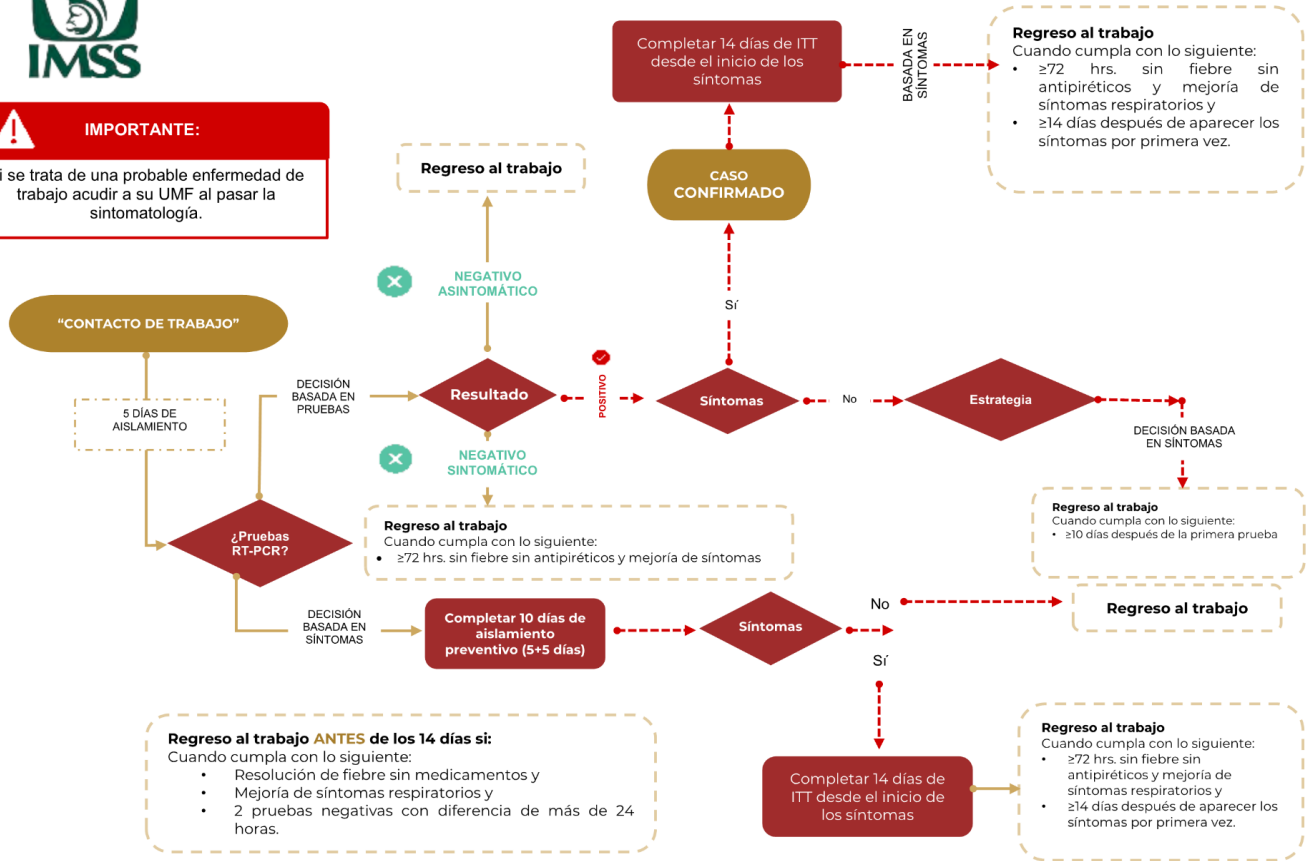 IMSS
IMPORTANTE:
i se trata de una probable enfermedad de
trabajo acudir a su UMF al pasar la
sintomatología.
Completar 14 días de ITT
desde el inicio de los
síntomas
BASADA EN
SÍNTOMAS
Regreso al trabajo
Cuando cumpla con lo siguiente:
• ≥72 hrs. sin fiebre sin
antipiréticos y mejoría de
síntomas respiratorios y
• ≥14 días después de aparecer los
síntomas por primera vez.
Regreso al trabajo
CASO
CONFIRMADO
NEGATIVO
ASINTOMÁTICO
Sí
“CONTACTO DE TRABAJO”
5 DÍAS DE
AISLAMIENTO
DECISIÓN
BASADA EN
PRUEBAS
Resultado
POSITIVO
Síntomas
No
Estrategia
DECISIÓN BASADA
EN SÍNTOMAS
NEGATIVO
SINTOMÁTICO
Regreso al trabajo
Cuando cumpla con lo siguiente:
• ≥10 días después de la primera prueba
¿Pruebas
RT-PCR?
Regreso al trabajo
Cuando cumpla con lo siguiente:
• ≥72 hrs. sin fiebre sin antipiréticos y mejoría de síntomas
DECISIÓN
BASADA EN
SÍNTOMAS
Completar 10 días de
aislamiento
preventivo (5+5 días)
Síntomas
No
Regreso al trabajo
Sí
Completar 14 días de
ITT desde el inicio de
los síntomas
Regreso al trabajo
Cuando cumpla con lo siguiente:
• ≥72 hrs. sin fiebre sin
antipiréticos y mejoría de
síntomas respiratorios y
• ≥14 días después de aparecer los
síntomas por primera vez.
Regreso al trabajo ANTES de los 14 días si:
Cuando cumpla con lo siguiente:
• Resolución de fiebre sin medicamentos y
• Mejoría de síntomas respiratorios y
• 2 pruebas negativas con diferencia de más de 24
horas.